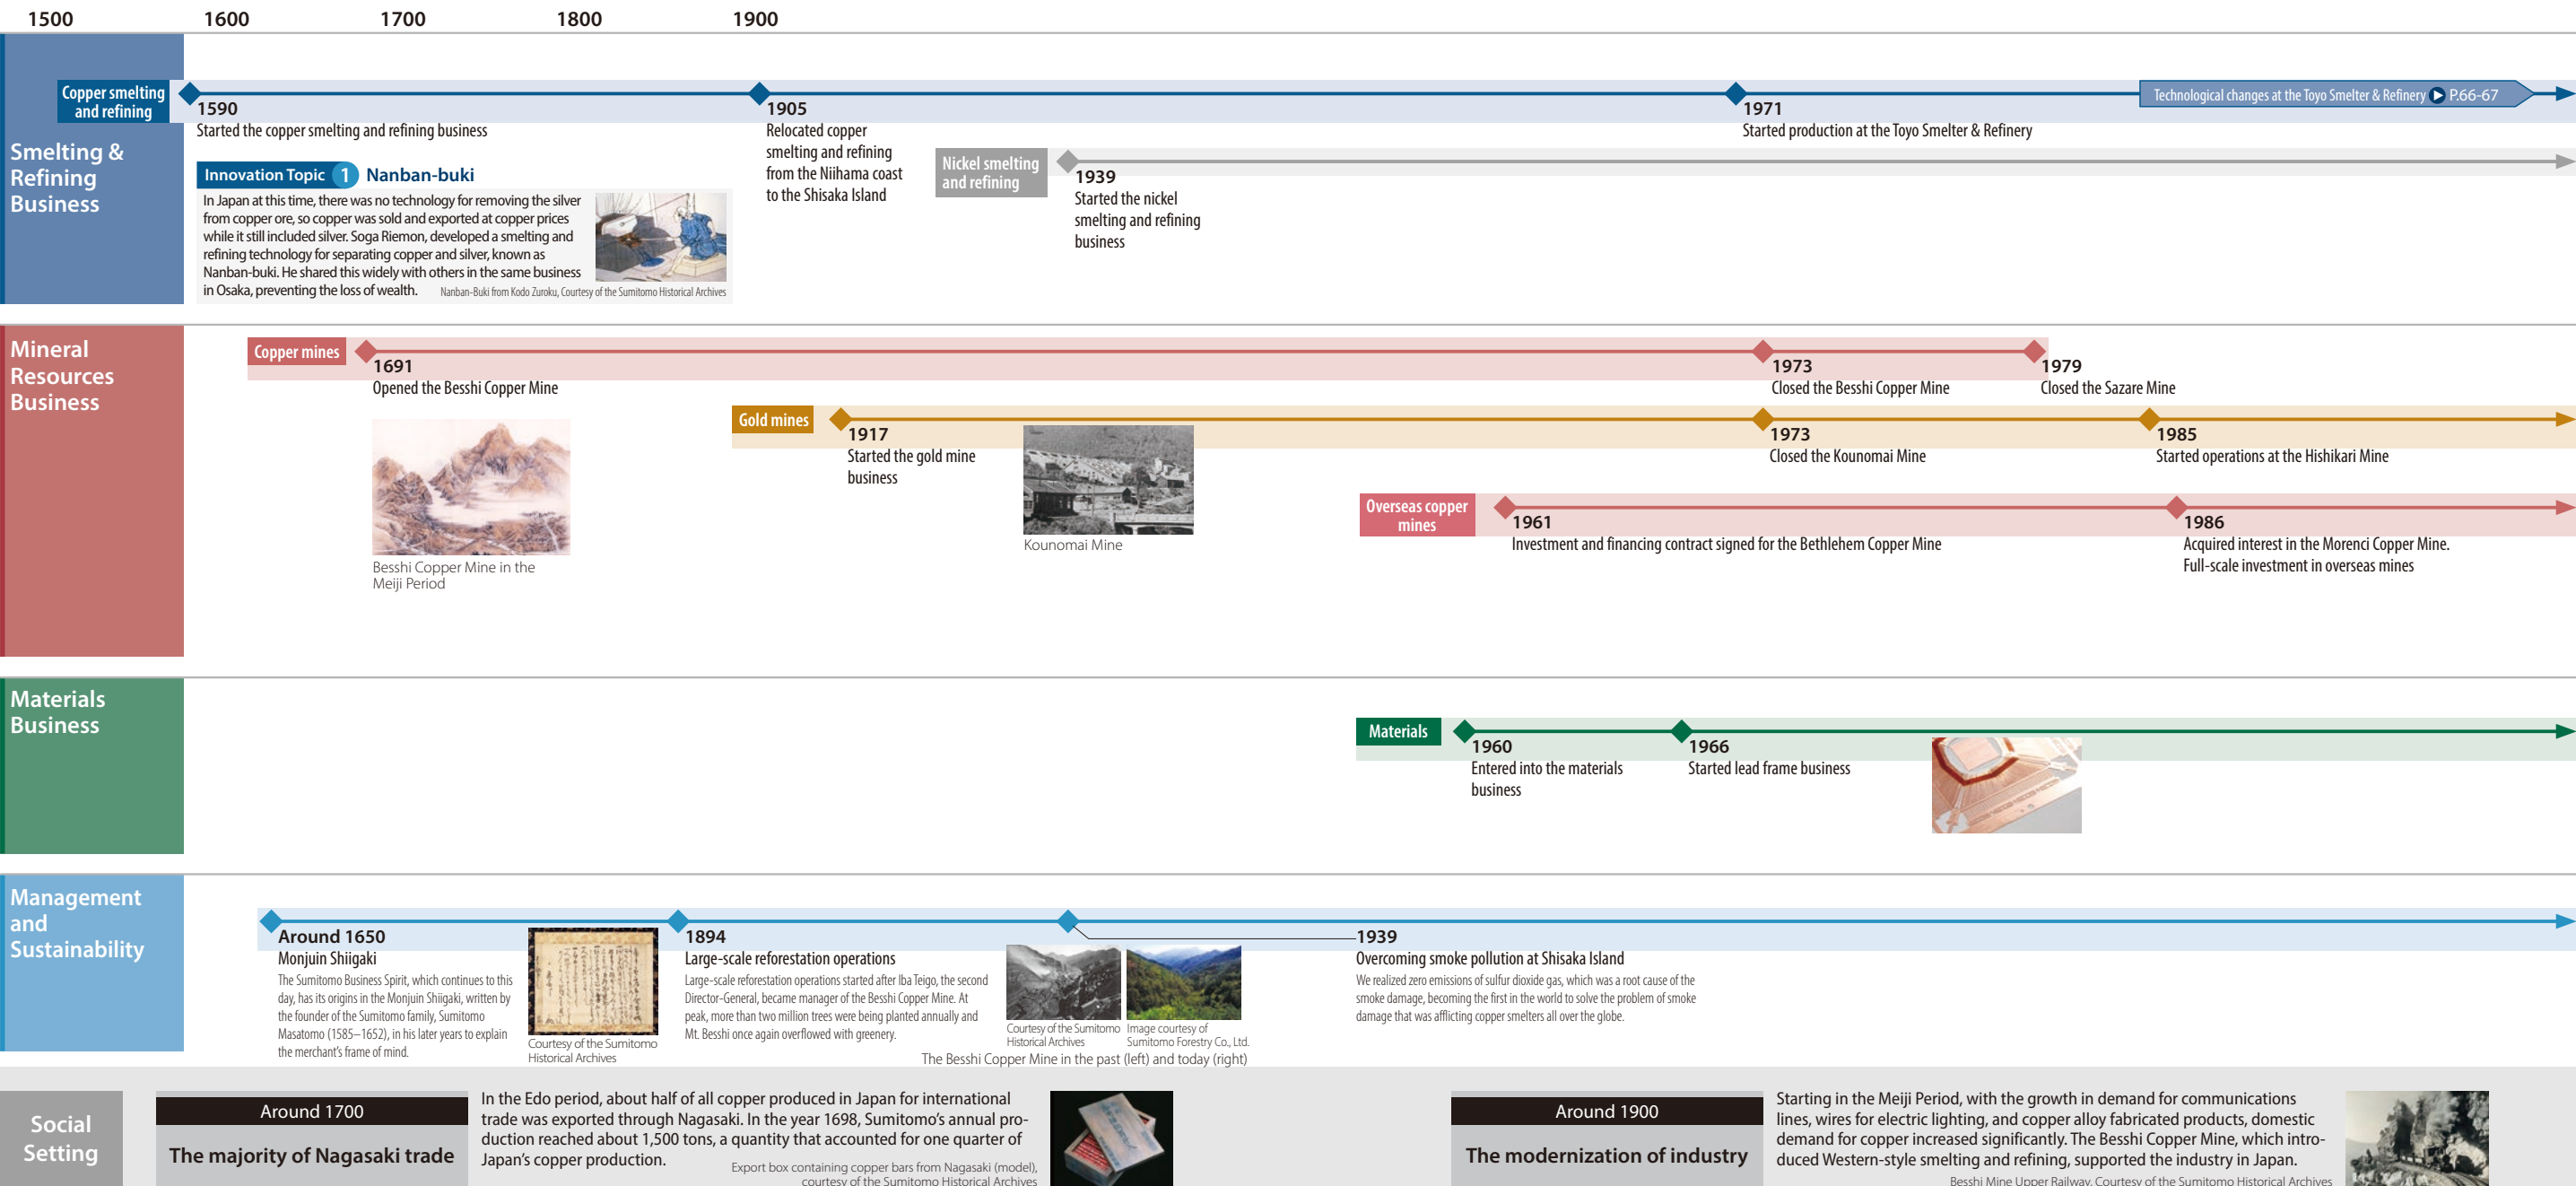 1500 1600 1700 1800 1900
Smelting &
Refining
Business
Copper smelting
and refining
1590
Started the copper smelting and refining business
Innovation Topic 1 Nanban-buki
In Japan at this time, there was no technology for removing the silver
from copper ore, so copper was sold and exported at copper prices
while it still included silver. Soga Riemon, developed a smelting and
refining technology for separating copper and silver, known as
Nanban-buki. He shared this widely with others in the same business
in Osaka, preventing the loss of wealth.
Nanban-Buki from Kodo Zuroku, Courtesy of the Sumitomo Historical Archives
1905
Relocated copper
smelting and refining
from the Niihama coast
to the Shisaka Island
1971
Started production at the Toyo Smelter & Refinery
Technological changes at the Toyo Smelter & Refinery P.66-67
Nickel smelting
and refining
1939
Started the nickel
smelting and refining
business
Mineral
Resources
Business
Copper mines
1691
Opened the Besshi Copper Mine
Besshi Copper Mine in the
Meiji Period
1973
Closed the Besshi Copper Mine
1979
Closed the Sazare Mine
Gold mines
1917
Started the gold mine
business
Kounomai Mine
1973
Closed the Kounomai Mine
1985
Started operations at the Hishikari Mine
Overseas copper
mines
1961
Investment and financing contract signed for the Bethlehem Copper Mine
1986
Acquired interest in the Morenci Copper Mine.
Full-scale investment in overseas mines
Materials
Business
Materials
1960
Entered into the materials
business
1966
Started lead frame business
Management
and
Sustainability
Around 1650
Monjuin Shiigaki
The Sumitomo Business Spirit, which continues to this
day, has its origins in the Monjuin Shiigaki, written by
the founder of the Sumitomo family, Sumitomo
Masatomo (1585–1652), in his later years to explain
the merchant's frame of mind.
Courtesy of the Sumitomo
Historical Archives
1894
Large-scale reforestation operations
Large-scale reforestation operations started after Iba Teigo, the second
Director-General, became manager of the Besshi Copper Mine. At
peak, more than two million trees were being planted annually and
Mt. Besshi once again overflowed with greenery.
Courtesy of the Sumitomo
Historical Archives
Image courtesy of
Sumitomo Forestry Co., Ltd.
The Besshi Copper Mine in the past (left) and today (right)
1939
Overcoming smoke pollution at Shisaka Island
We realized zero emissions of sulfur dioxide gas, which was a root cause of the
smoke damage, becoming the first in the world to solve the problem of smoke
damage that was afflicting copper smelters all over the globe.
Social
Setting
Around 1700
The majority of Nagasaki trade
In the Edo period, about half of all copper produced in Japan for international
trade was exported through Nagasaki. In the year 1698, Sumitomo's annual pro-
duction reached about 1,500 tons, a quantity that accounted for one quarter of
Japan's copper production.
Export box containing copper bars from Nagasaki (model),
courtesy of the Sumitomo Historical Archives
Around 1900
The modernization of industry
Starting in the Meiji Period, with the growth in demand for communications
lines, wires for electric lighting, and copper alloy fabricated products, domestic
demand for copper increased significantly. The Besshi Copper Mine, which intro-
duced Western-style smelting and refining, supported the industry in Japan.
Besshi Mine Upper Railway, Courtesy of the Sumitomo Historical Archives